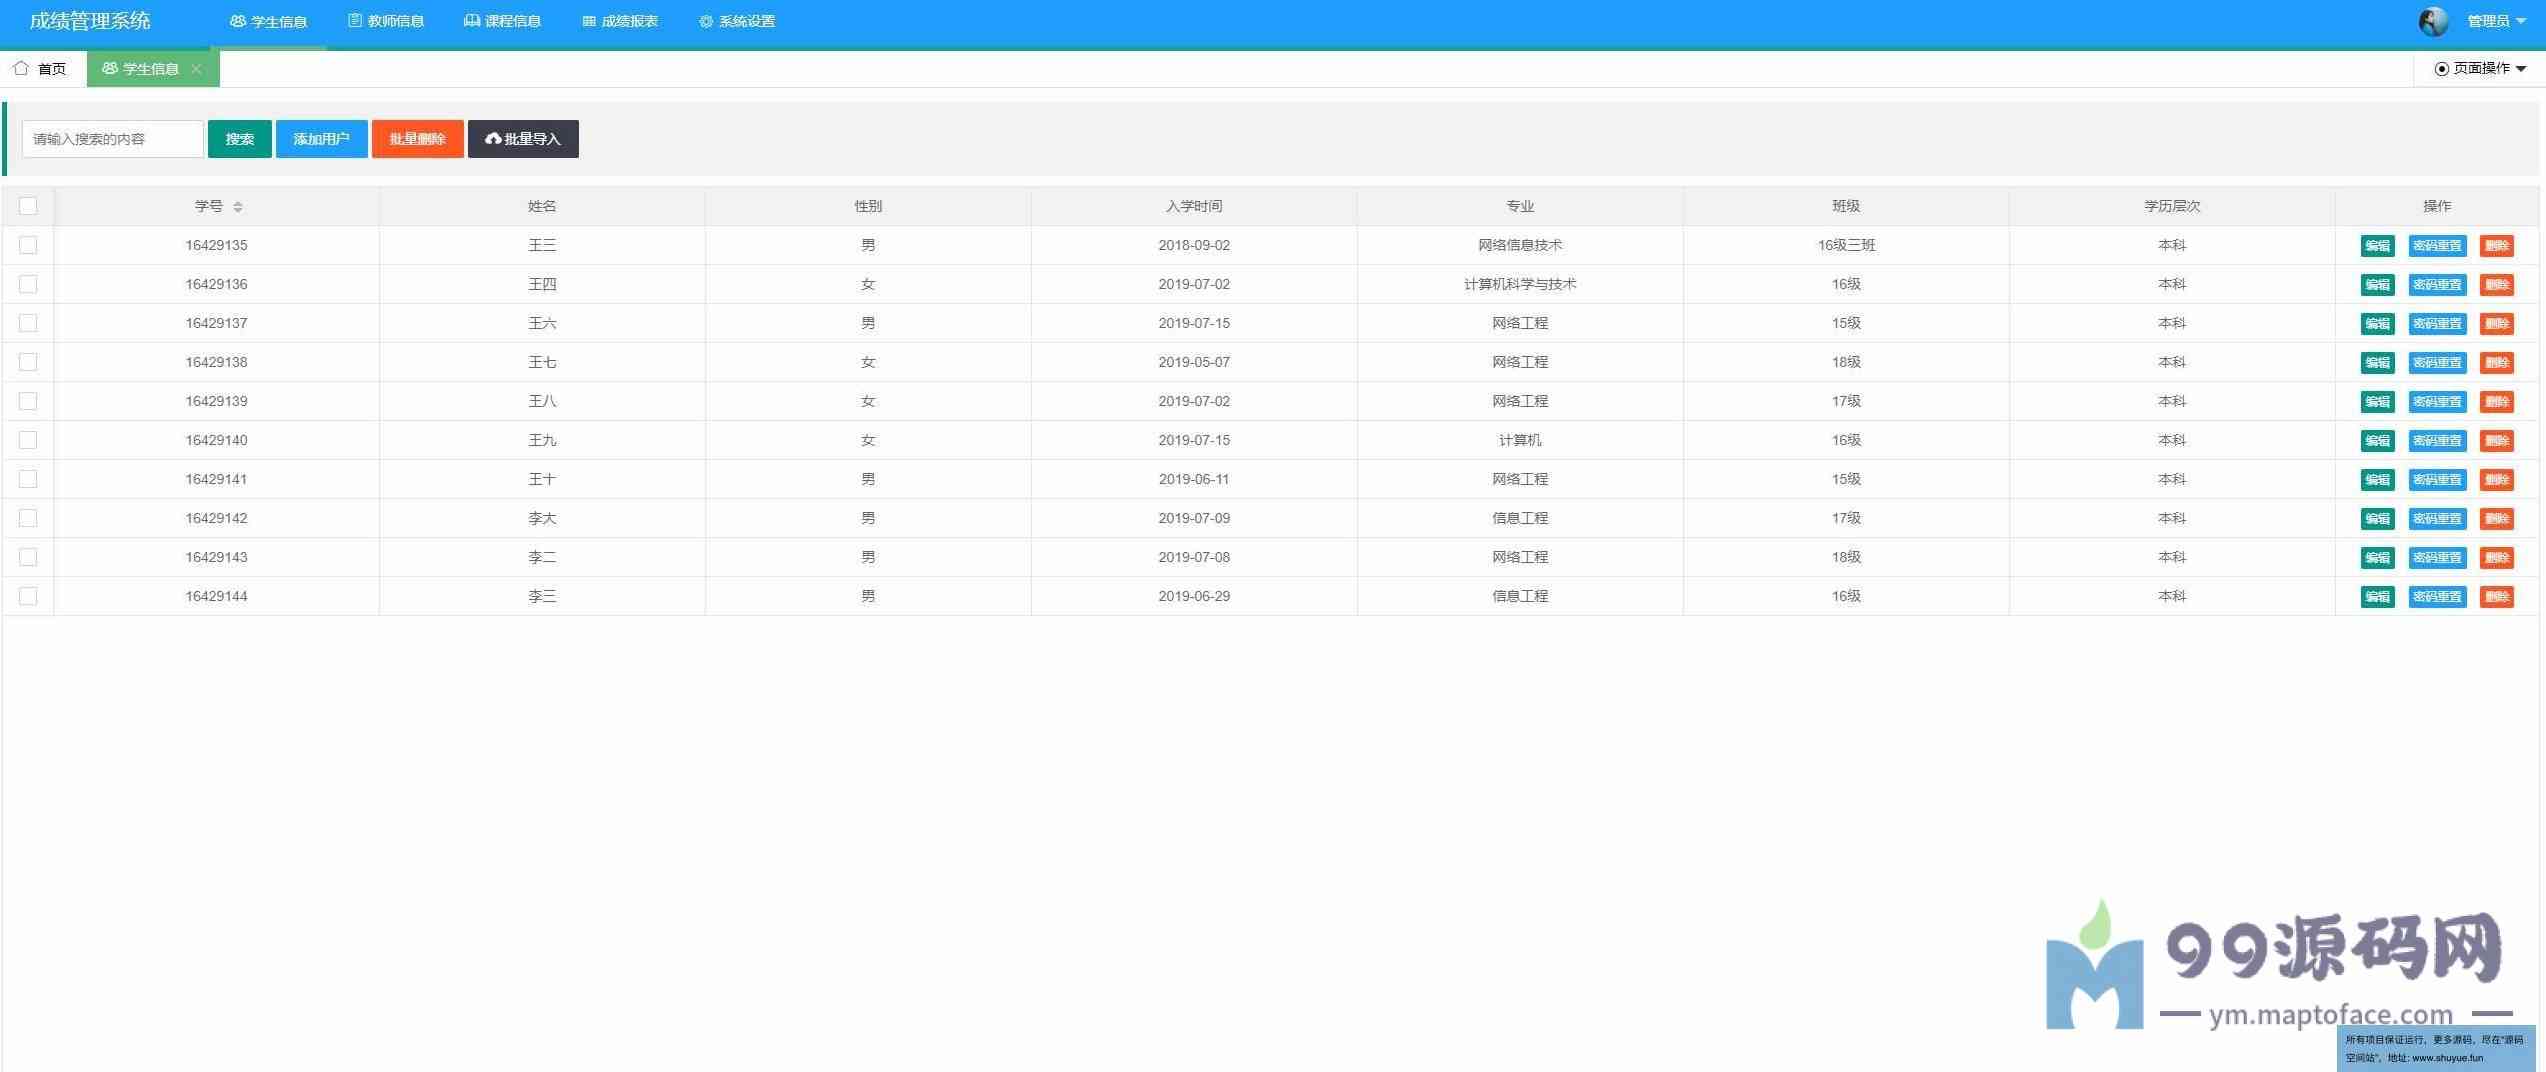 成绩管理系统 学生信息 教师信息 课程信息 成绩报表 系统设置 管理员
首页 学生信息 页面操作
请输入搜索的内容 搜索 添加用户 批量删除 批量导入
学号 姓名 性别 入学时间 专业 班级 学历层次 操作
16429135 王三 男 2018-09-02 网络信息技术 16级三班 本科 编辑 密码重置 删除
16429136 王四 女 2019-07-02 计算机科学与技术 16级 本科 编辑 密码重置 删除
16429137 王六 男 2019-07-15 网络工程 15级 本科 编辑 密码重置 删除
16429138 王七 女 2019-05-07 网络工程 18级 本科 编辑 密码重置 删除
16429139 王八 女 2019-07-02 网络工程 17级 本科 编辑 密码重置 删除
16429140 王九 女 2019-07-15 计算机 16级 本科 编辑 密码重置 删除
16429141 王十 男 2019-06-11 网络工程 15级 本科 编辑 密码重置 删除
16429142 李大 男 2019-07-09 信息工程 17级 本科 编辑 密码重置 删除
16429143 李二 男 2019-07-08 网络工程 18级 本科 编辑 密码重置 删除
16429144 李三 男 2019-06-29 信息工程 16级 本科 编辑 密码重置 删除
99源码网
ym.maptoface.com
所有项目保证运行，更多源码，尽在"源码
空间站"，地址: www.shuyue.fun